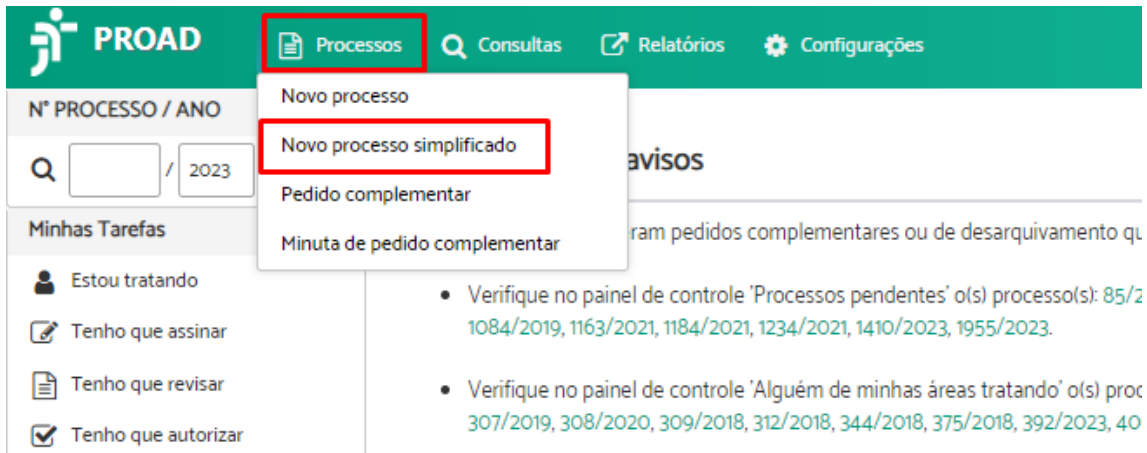 PROAD
Processos
Consultas
Relatórios
Configurações
Novo processo
Novo processo simplificado
Pedido complementar
Minuta de pedido complementar
N° PROCESSO / ANO
/ 2023
Minhas Tarefas
Estou tratando
Tenho que assinar
Tenho que revisar
Tenho que autorizar
avisos
pedidos complementares ou de desarquivamento
• Verifique no painel de controle 'Processos pendentes' o(s) processo(s): 85/
1084/2019, 1163/2021, 1184/2021, 1234/2021, 1410/2023, 1955/2023.
• Verifique no painel de controle 'Alguém de minhas áreas tratando' o(s)
307/2019, 308/2020, 309/2018, 312/2018, 344/2018, 375/2018, 392/2023, 40